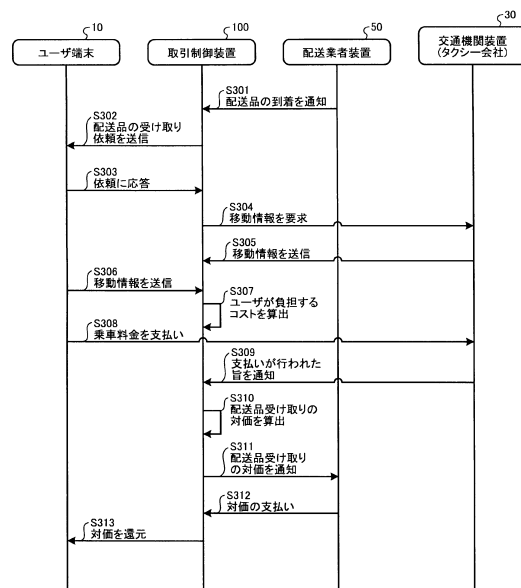 10
100
50
30
ユーザ端末
取引制御装置
配送業者装置
交通機関装置
(タクシー会社)
S301
配送品の到着を通知
S302
配送品の受け取り
依頼を送信
S303
依頼に応答
S304
移動情報を要求
S305
移動情報を送信
S306
移動情報を送信
S307
ユーザが負担する
コストを算出
S308
乗車料金を支払い
S309
支払いが行われた
旨を通知
S310
配送品受け取りの
対価を算出
S311
配送品受け取り
の対価を通知
S312
対価の支払い
S313
対価を還元